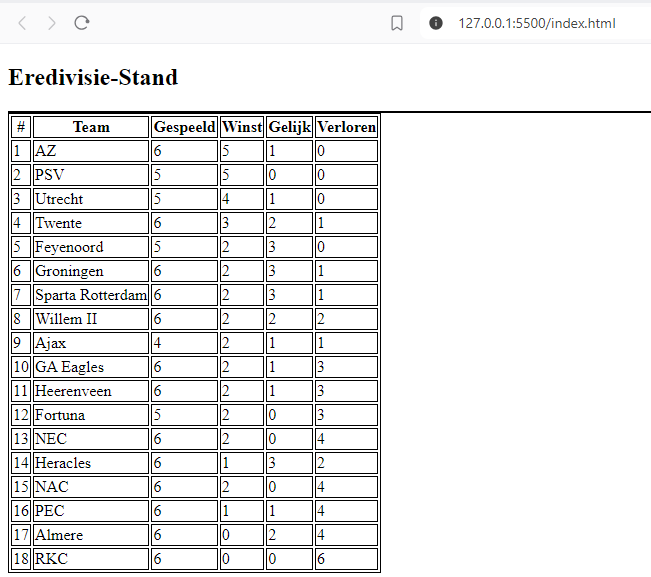 127.0.0.1:5500/index.html
Eredivisie-Stand
# Team Gespeeld Winst Gelijk Verloren
1 AZ 6 5 1 0
2 PSV 5 5 0 0
3 Utrecht 5 4 1 0
4 Twente 6 3 2 1
5 Feyenoord 5 2 3 0
6 Groningen 6 2 3 1
7 Sparta Rotterdam 6 2 3 1
8 Willem II 6 2 2 2
9 Ajax 4 2 1 1
10 GA Eagles 6 2 1 3
11 Heerenveen 6 2 1 3
12 Fortuna 5 2 0 3
13 NEC 6 2 0 4
14 Heracles 6 1 3 2
15 NAC 6 2 0 4
16 PEC 6 1 1 4
17 Almere 6 0 2 4
18 RKC 6 0 0 6